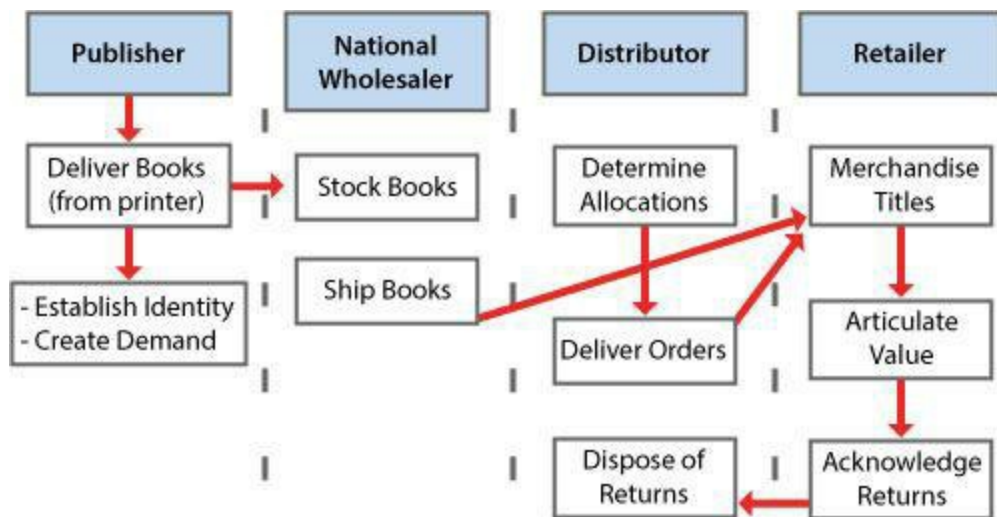 Publisher
National
Wholesaler
Distributor
Retailer
Deliver Books
(from printer)
Stock Books
Determine
Allocations
Merchandise
Titles
- Establish Identity
- Create Demand
Ship Books
Deliver Orders
Articulate
Value
Dispose of
Returns
Acknowledge
Returns